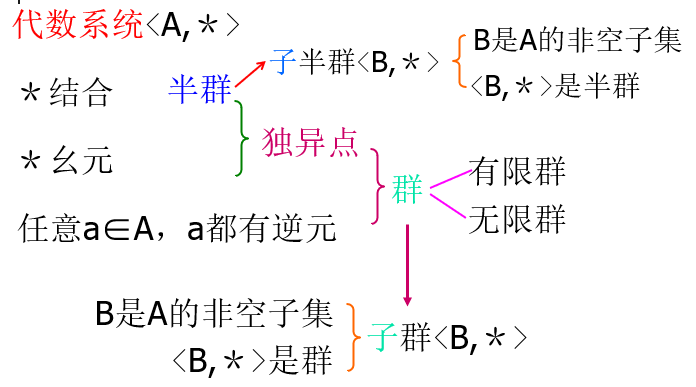 代数系统<A,＊>
子半群<B,＊>
B是A的非空子集
<B,＊>是半群
＊结合
半群
＊幺元
独异点
群
有限群
无限群
任意a∈A，a都有逆元
B是A的非空子集
<B,＊>是群
子群<B,＊>